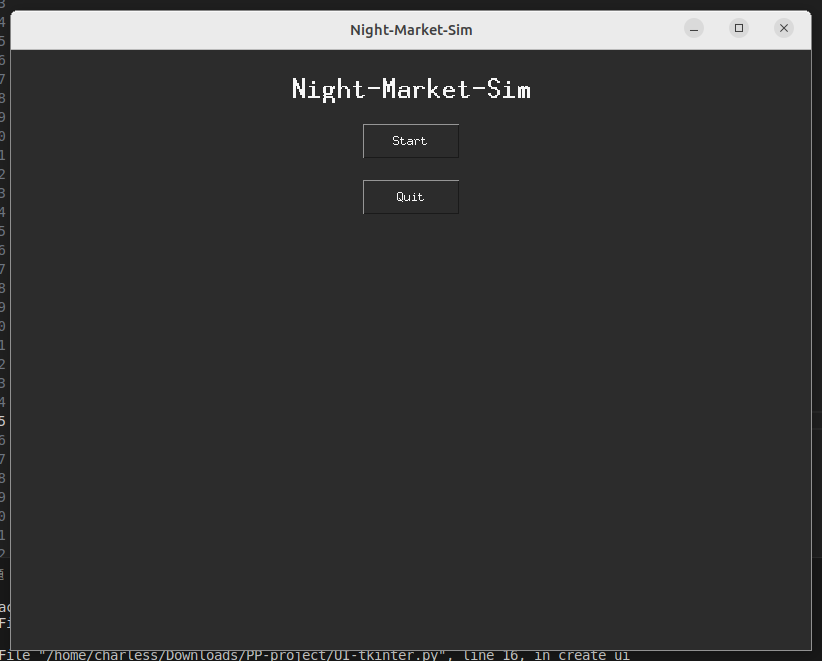 Night-Market-Sim
Night-Market-Sim
Start
Quit
File "/home/charless/Downloads/PP-project/UI-tkinter.py", line 16, in create_ui